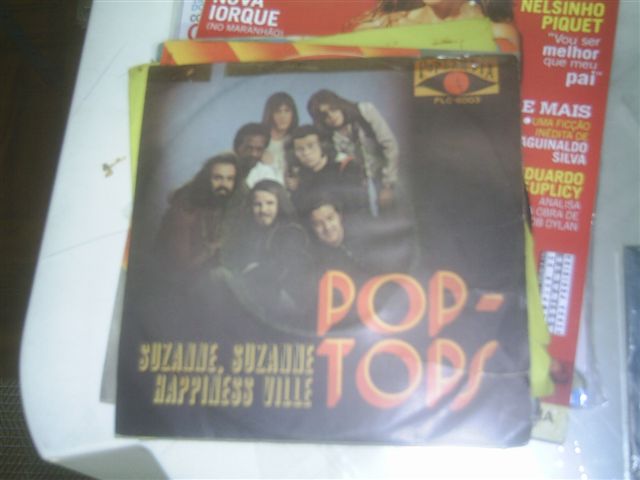 NOVA
IORQUE
(NO MARANHÃO)
NELSINHO
PIQUET
"Vou ser
melhor
que meu
pai"
PLC-6003
E MAIS
UMA FICÇÃO
INÉDITA DE
AGUINALDO
SILVA
EDUARDO
SUPLICY
ANALISA
OBRA DE
BOB DYLAN
POP-
TOPS
SUZANNE, SUZANNE
HAPPINESS VILLE